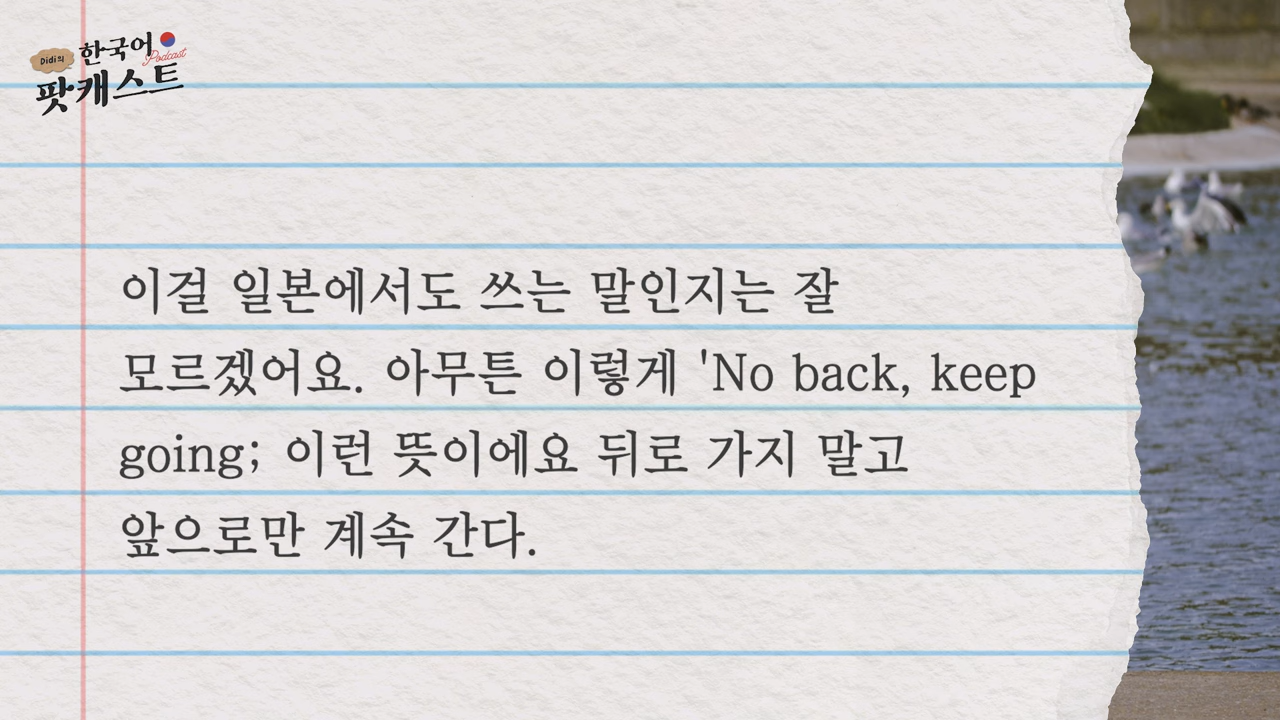 Didi의
한국어
Podcast
팟캐스트
이걸 일본에서도 쓰는 말인지는 잘
모르겠어요. 아무튼 이렇게 'No back, keep
going; 이런 뜻이에요 뒤로 가지 말고
앞으로만 계속 간다.